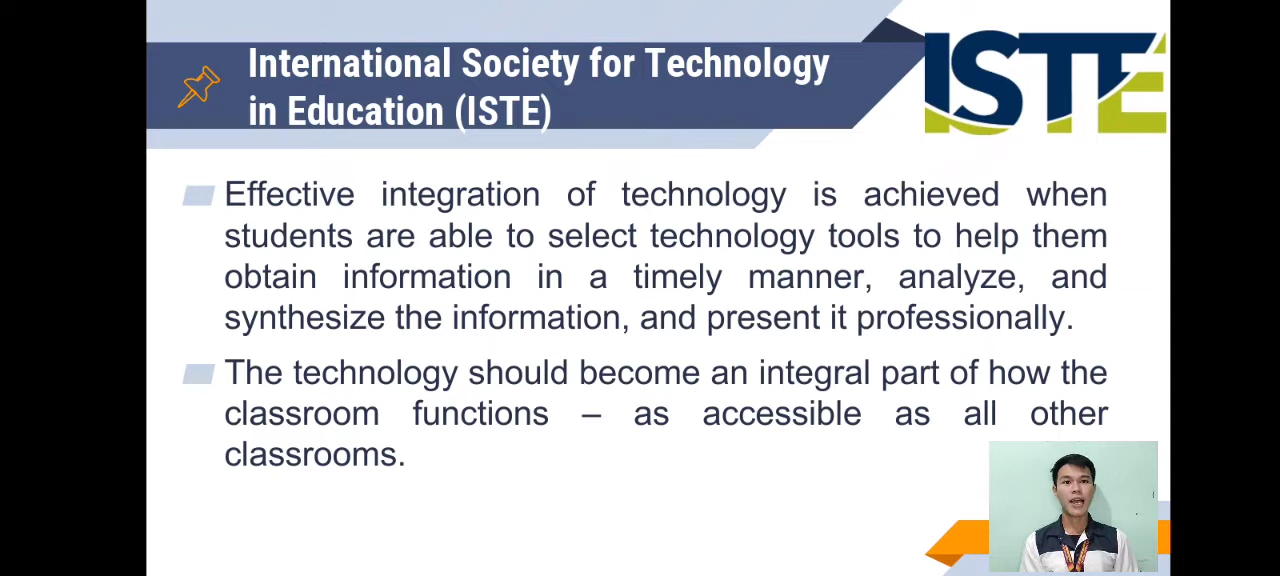 International Society for Technology
in Education (ISTE)
ISTE
Effective integration of technology is achieved when
students are able to select technology tools to help them
obtain information in a timely manner, analyze, and
synthesize the information, and present it professionally.
The technology should become an integral part of how the
classroom functions – as accessible as all other
classrooms.